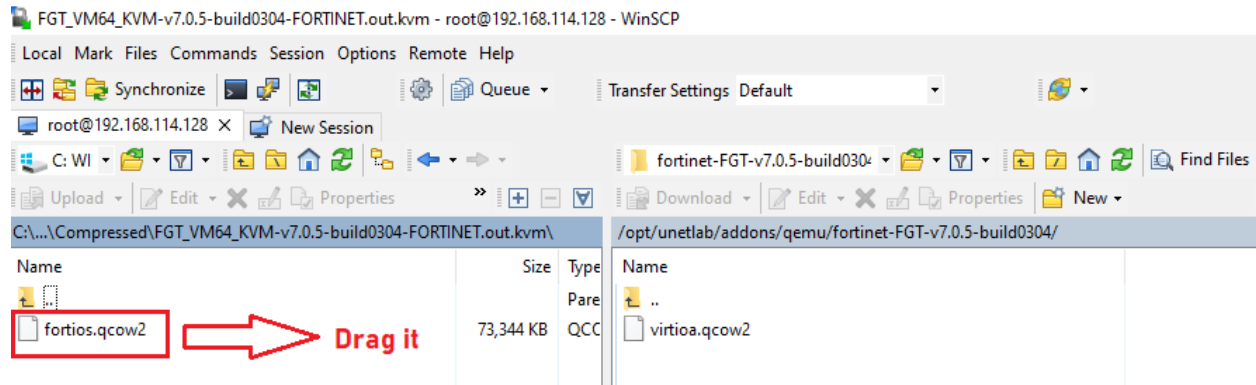 FGT_VM64_KVM-v7.0.5-build0304-FORTINET.out.kvm - root@192.168.114.128 - WinSCP
Local Mark Files Commands Session Options Remote Help
Synchronize Queue Transfer Settings Default
root@192.168.114.128 X New Session
C: WI fortinet-FGT-v7.0.5-build030 Find Files
Upload Edit Properties » Download Edit Properties New
C:\...\Compressed\FGT_VM64_KVM-v7.0.5-build0304-FORTINET.out.kvm\ /opt/unetlab/addons/qemu/fortinet-FGT-v7.0.5-build0304/
Name Size Type Name
.. Pare ..
fortios.qcow2 Drag it 73,344 KB QCO virtioa.qcow2